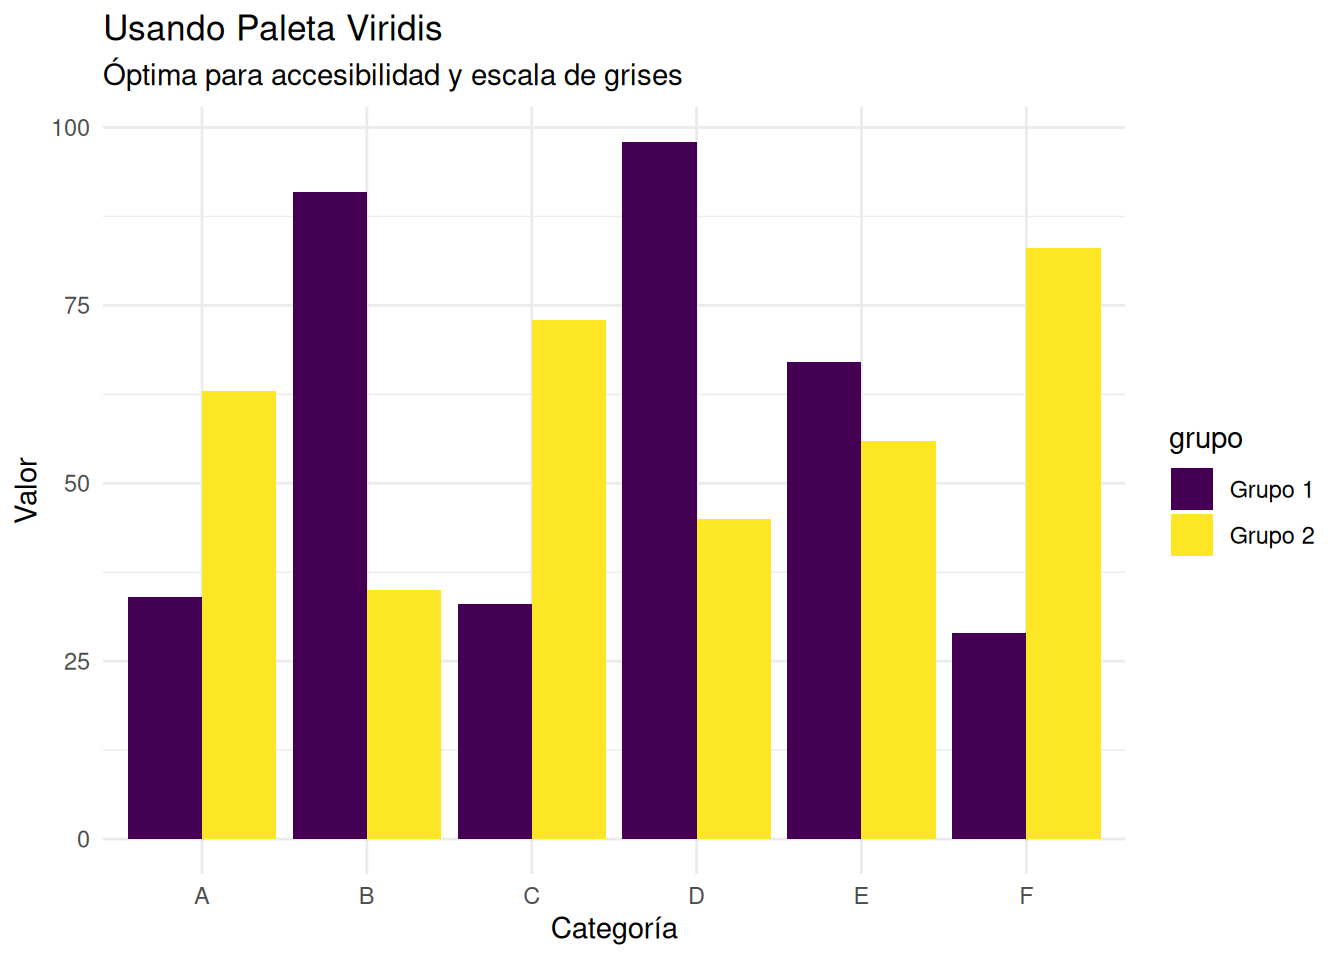 Usando Paleta Viridis
Óptima para accesibilidad y escala de grises
100
75
50
25
0
Valor
A B C D E F
Categoría
grupo
Grupo 1
Grupo 2